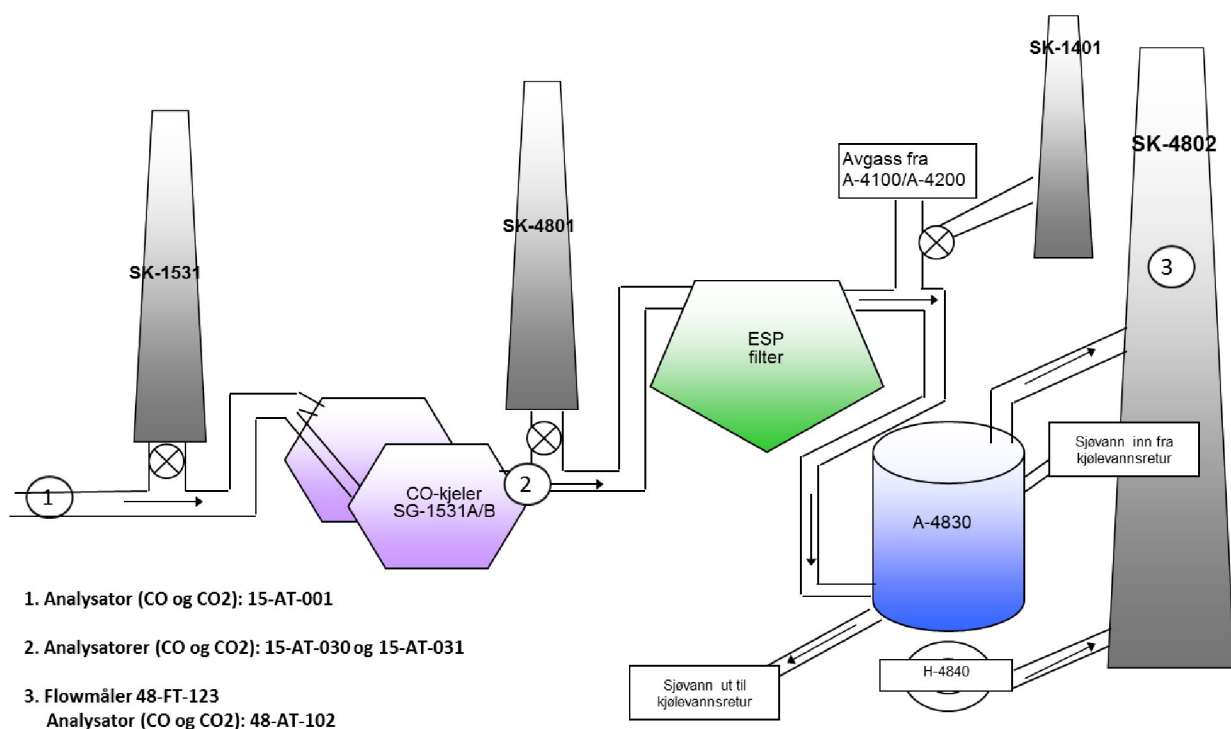 SK-1401
SK-4802
Avgass fra
A-4100/A-4200
SK-4801
SK-1531
3
ESP
filter
Sjøvann inn fra
kjølevannsretur
1
2
CO-kjeler
SG-1531A/B
A-4830
1. Analysator (CO og CO2): 15-AT-001
2. Analysatorer (CO og CO2): 15-AT-030 og 15-AT-031
3. Flowmåler 48-FT-123
Analysator (CO og CO2): 48-AT-102
Sjøvann ut til
kjølevannsretur
H-4840